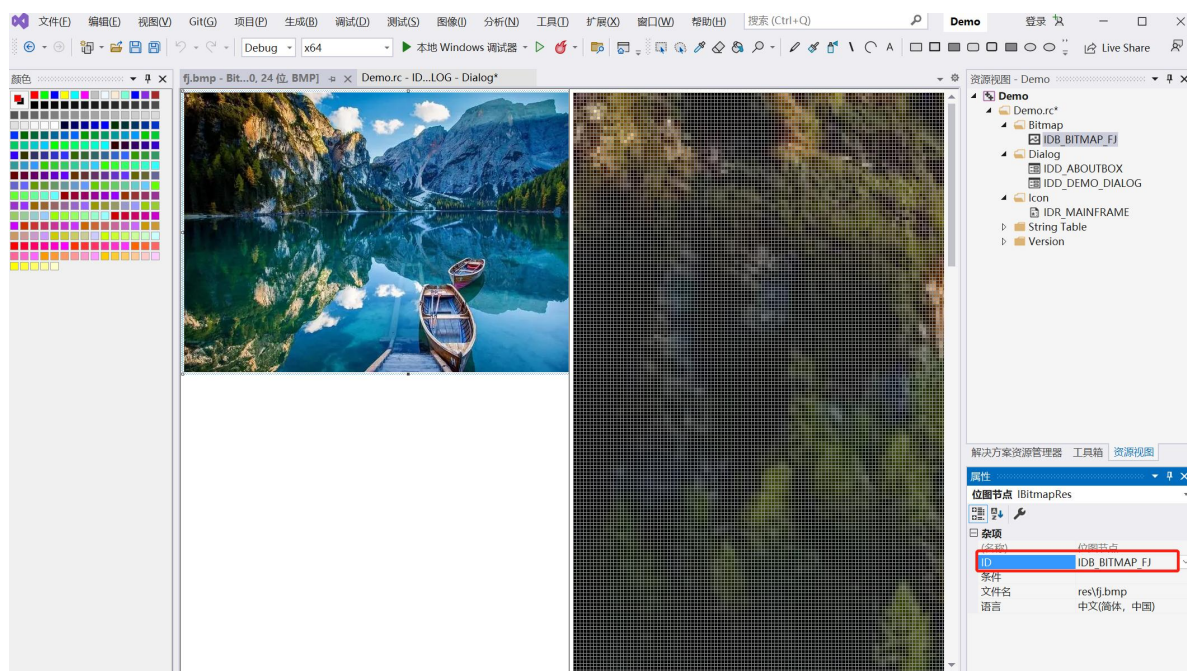 文件(F) 编辑(E) 视图(V) Git(G) 项目(P) 生成(B) 调试(D) 测试(S) 图像(I) 分析(N) 工具(T) 扩展(X) 窗口(W) 帮助(H) 搜索 (Ctrl+Q) Demo 登录
Debug x64 本地 Windows 调试器 A Live Share
颜色
fj.bmp - Bit...0, 24 位, BMP] Demo.rc - ID...LOG - Dialog*
资源视图 - Demo
Demo
Demo.rc*
Bitmap
IDB_BITMAP_FJ
Dialog
IDD_ABOUTBOX
IDD_DEMO_DIALOG
Icon
IDR_MAINFRAME
String Table
Version
解决方案资源管理器 工具箱 资源视图
属性
位图节点 IBitmapRes
杂项
(名称) 位图节点
ID IDB_BITMAP_FJ
条件
文件名 res\fj.bmp
语言 中文(简体，中国)